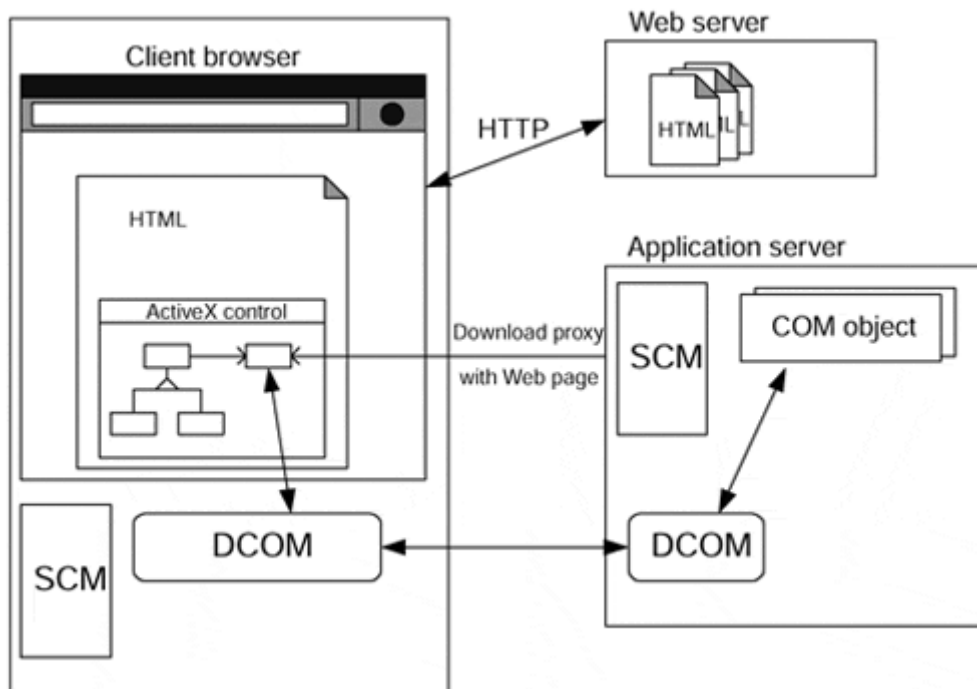 Client browser
Web server
HTTP
HTML
ML
L
HTML
Application server
ActiveX control
Download proxy
with Web page
SCM
COM object
SCM
DCOM
DCOM